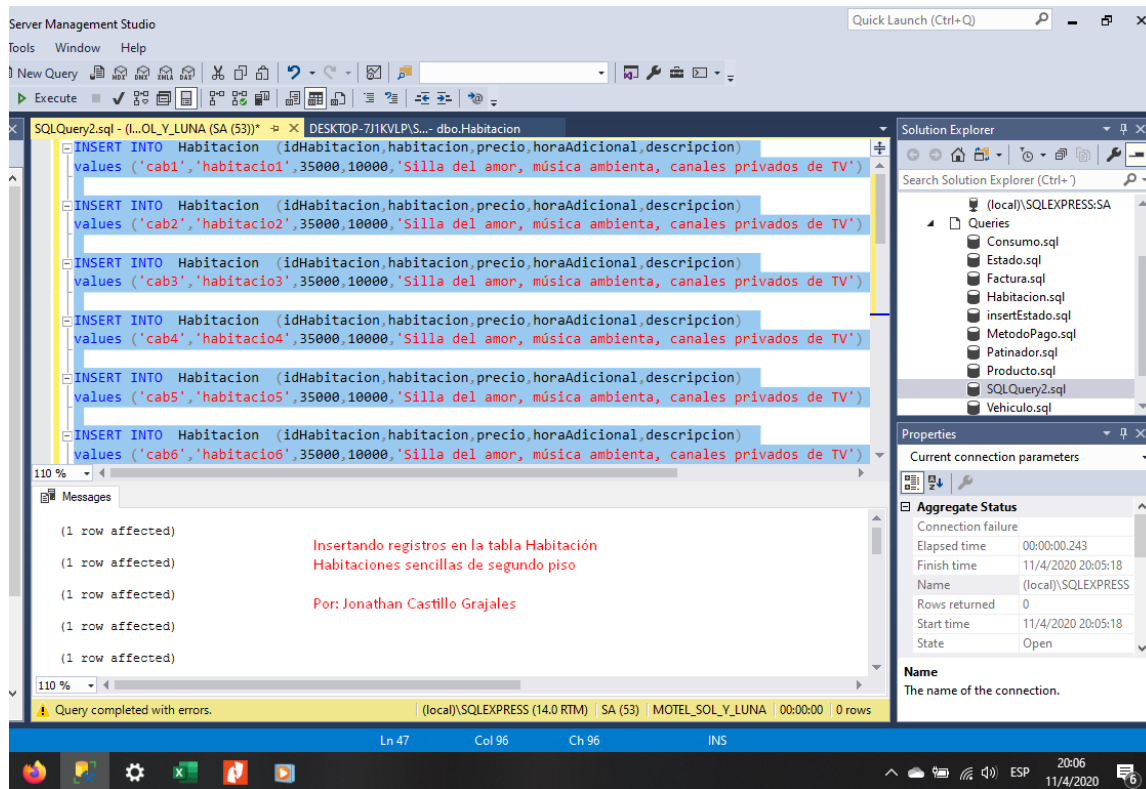 Server Management Studio
Quick Launch (Ctrl+Q)
Tools Window Help
New Query
MDX DMX XMLA DAX
Execute
SQLQuery2.sql - (l...OL_Y_LUNA (SA (53))*
DESKTOP-7J1KVLP\S...- dbo.Habitacion
INSERT INTO Habitacion (idHabitacion,habitacion,precio,horaAdicional,descripcion)
values ('cab1','habitacio1',35000,10000,'Silla del amor, música ambienta, canales privados de TV')
INSERT INTO Habitacion (idHabitacion,habitacion,precio,horaAdicional,descripcion)
values ('cab2','habitacio2',35000,10000,'Silla del amor, música ambienta, canales privados de TV')
INSERT INTO Habitacion (idHabitacion,habitacion,precio,horaAdicional,descripcion)
values ('cab3','habitacio3',35000,10000,'Silla del amor, música ambienta, canales privados de TV')
INSERT INTO Habitacion (idHabitacion,habitacion,precio,horaAdicional,descripcion)
values ('cab4','habitacio4',35000,10000,'Silla del amor, música ambienta, canales privados de TV')
INSERT INTO Habitacion (idHabitacion,habitacion,precio,horaAdicional,descripcion)
values ('cab5','habitacio5',35000,10000,'Silla del amor, música ambienta, canales privados de TV')
INSERT INTO Habitacion (idHabitacion,habitacion,precio,horaAdicional,descripcion)
values ('cab6','habitacio6',35000,10000,'Silla del amor, música ambienta, canales privados de TV')
110 %
Messages
(1 row affected)
(1 row affected)
(1 row affected)
(1 row affected)
(1 row affected)
Insertando registros en la tabla Habitación
Habitaciones sencillas de segundo piso
Por: Jonathan Castillo Grajales
110 %
Query completed with errors.
(local)\SQLEXPRESS (14.0 RTM) SA (53) MOTEL_SOL_Y_LUNA 00:00:00 0 rows
Solution Explorer
Search Solution Explorer (Ctrl+´)
(local)\SQLEXPRESS:SA
Queries
Consumo.sql
Estado.sql
Factura.sql
Habitacion.sql
insertEstado.sql
MetodoPago.sql
Patinador.sql
Producto.sql
SQLQuery2.sql
Vehiculo.sql
Properties
Current connection parameters
Aggregate Status
Connection failure
Elapsed time 00:00:00.243
Finish time 11/4/2020 20:05:18
Name (local)\SQLEXPRESS
Rows returned 0
Start time 11/4/2020 20:05:18
State Open
Name
The name of the connection.
Ln 47 Col 96 Ch 96 INS
ESP
20:06
11/4/2020
6